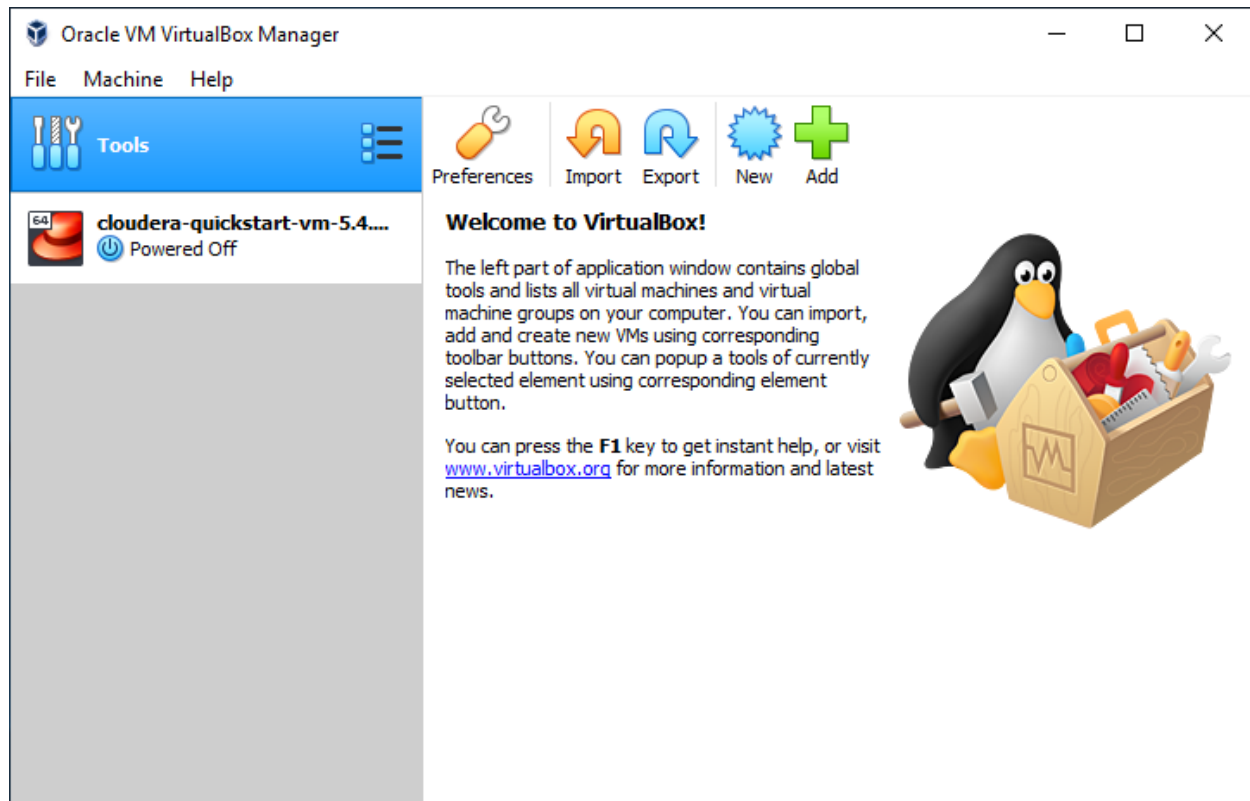 Oracle VM VirtualBox Manager
File Machine Help
Tools
Preferences Import Export New Add
64
cloudera-quickstart-vm-5.4....
Powered Off
Welcome to VirtualBox!
The left part of application window contains global
tools and lists all virtual machines and virtual
machine groups on your computer. You can import,
add and create new VMs using corresponding
toolbar buttons. You can popup a tools of currently
selected element using corresponding element
button.
You can press the F1 key to get instant help, or visit
www.virtualbox.org for more information and latest
news.